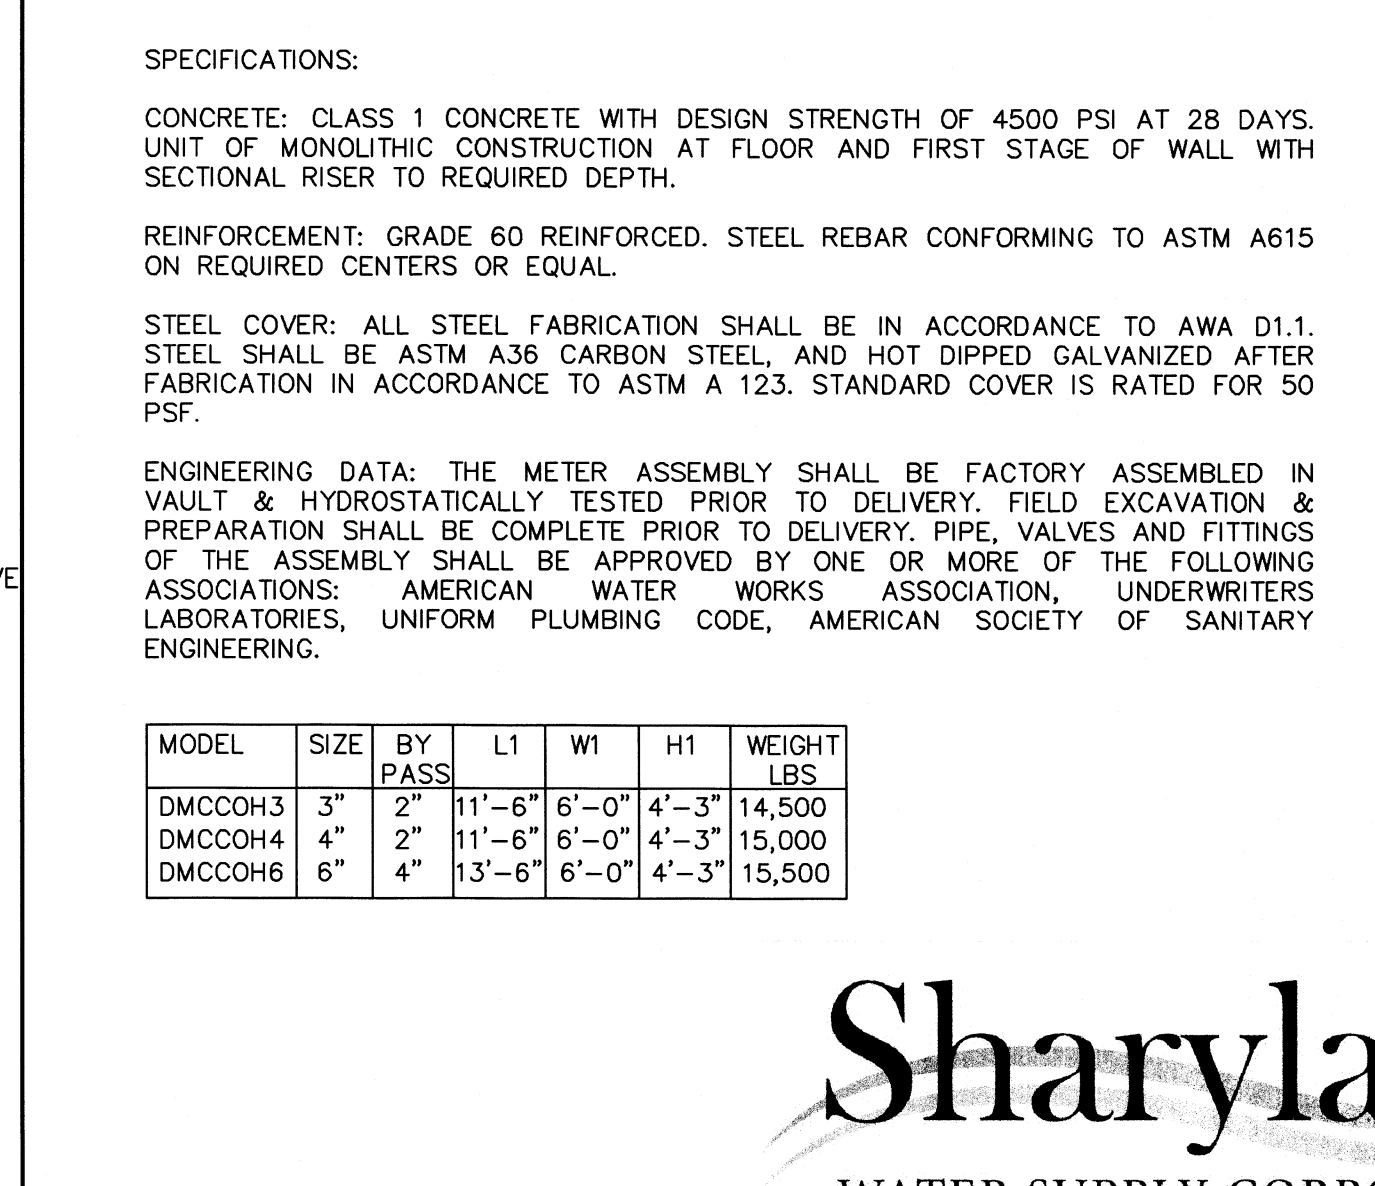 SPECIFICATIONS:
CONCRETE: CLASS 1 CONCRETE WITH DESIGN STRENGTH OF 4500 PSI AT 28 DAYS.
UNIT OF MONOLITHIC CONSTRUCTION AT FLOOR AND FIRST STAGE OF WALL WITH
SECTIONAL RISER TO REQUIRED DEPTH.
REINFORCEMENT: GRADE 60 REINFORCED. STEEL REBAR CONFORMING TO ASTM A615
ON REQUIRED CENTERS OR EQUAL.
STEEL COVER: ALL STEEL FABRICATION SHALL BE IN ACCORDANCE TO AWA D1.1.
STEEL SHALL BE ASTM A36 CARBON STEEL, AND HOT DIPPED GALVANIZED AFTER
FABRICATION IN ACCORDANCE TO ASTM A 123. STANDARD COVER IS RATED FOR 50
PSF.
ENGINEERING DATA: THE METER ASSEMBLY SHALL BE FACTORY ASSEMBLED IN
VAULT & HYDROSTATICALLY TESTED PRIOR TO DELIVERY. FIELD EXCAVATION &
PREPARATION SHALL BE COMPLETE PRIOR TO DELIVERY. PIPE, VALVES AND FITTINGS
OF THE ASSEMBLY SHALL BE APPROVED BY ONE OR MORE OF THE FOLLOWING
ASSOCIATIONS: AMERICAN WATER WORKS ASSOCIATION, UNDERWRITERS
LABORATORIES, UNIFORM PLUMBING CODE, AMERICAN SOCIETY OF SANITARY
ENGINEERING.
MODEL SIZE BY PASS L1 W1 H1 WEIGHT LBS
DMCCOH3 3" 2" 11'-6" 6'-0" 4'-3" 14,500
DMCCOH4 4" 2" 11'-6" 6'-0" 4'-3" 15,000
DMCCOH6 6" 4" 13'-6" 6'-0" 4'-3" 15,500
Sharyla
WATER SUPPLY CORPO